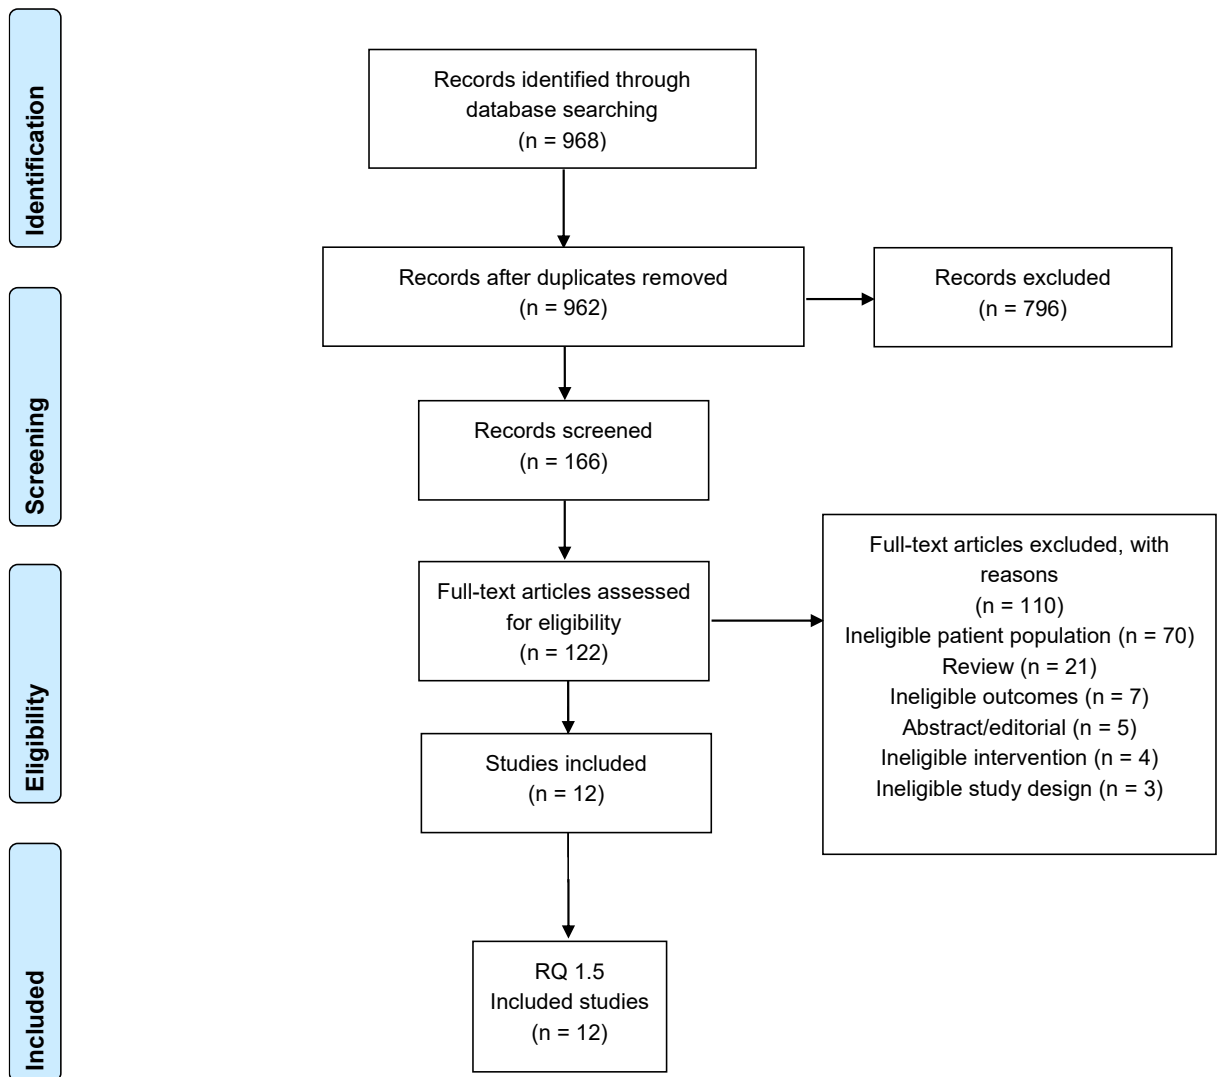 Identification
Records identified through
database searching
(n = 968)
Records after duplicates removed
(n = 962)
Records excluded
(n = 796)
Screening
Records screened
(n = 166)
Eligibility
Full-text articles assessed
for eligibility
(n = 122)
Full-text articles excluded, with
reasons
(n = 110)
Ineligible patient population (n = 70)
Review (n = 21)
Ineligible outcomes (n = 7)
Abstract/editorial (n = 5)
Ineligible intervention (n = 4)
Ineligible study design (n = 3)
Studies included
(n = 12)
Included
RQ 1.5
Included studies
(n = 12)